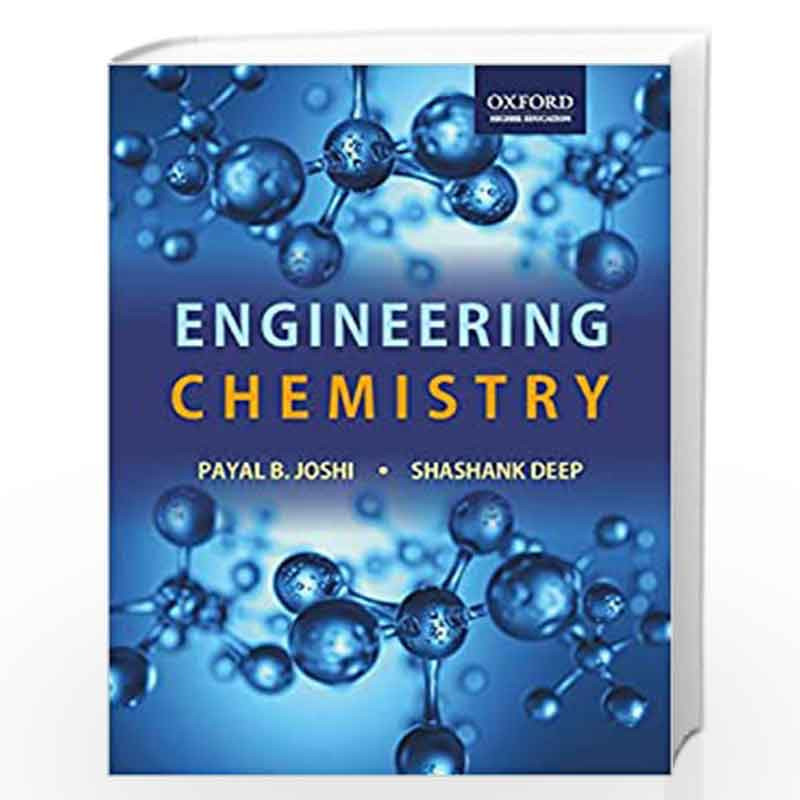 OXFORD
HIGHER EDUCATION
ENGINEERING
CHEMISTRY
PAYAL B. JOSHI • SHASHANK DEEP